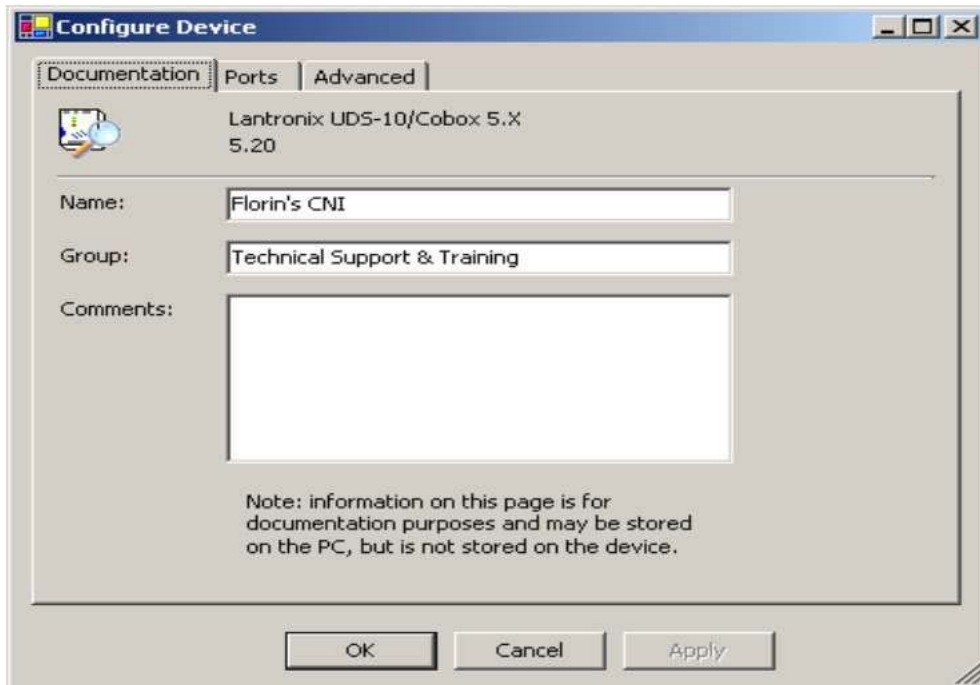 Configure Device
Documentation
Ports
Advanced
Lantronix UDS-10/Cobox 5.X
5.20
Name:
Florin's CNI
Group:
Technical Support & Training
Comments:
Note: information on this page is for
documentation purposes and may be stored
on the PC, but is not stored on the device.
OK
Cancel
Apply